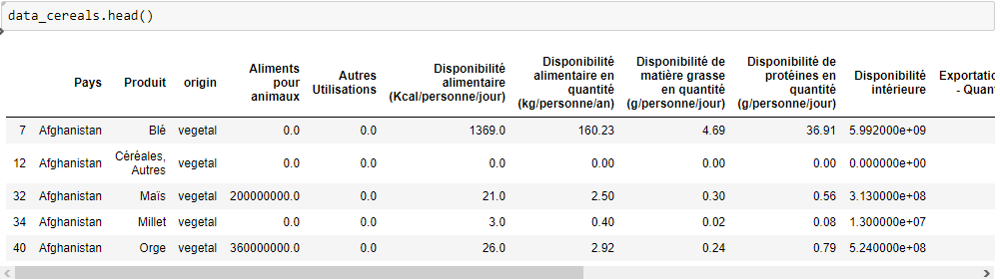 data_cereals.head()
Pays Produit origin Aliments pour animaux Autres Utilisations Disponibilité alimentaire (Kcal/personne/jour) Disponibilité alimentaire en quantité (kg/personne/an) Disponibilité de matière grasse en quantité (g/personne/jour) Disponibilité de protéines en quantité (g/personne/jour) Disponibilité intérieure Exportatio - Quan
7 Afghanistan Blé vegetal 0.0 0.0 1369.0 160.23 4.69 36.91 5.992000e+09
12 Afghanistan Céréales, Autres vegetal 0.0 0.0 0.0 0.00 0.00 0.00 0.000000e+00
32 Afghanistan Maïs vegetal 200000000.0 0.0 21.0 2.50 0.30 0.56 3.130000e+08
34 Afghanistan Millet vegetal 0.0 0.0 3.0 0.40 0.02 0.08 1.300000e+07
40 Afghanistan Orge vegetal 360000000.0 0.0 26.0 2.92 0.24 0.79 5.240000e+08